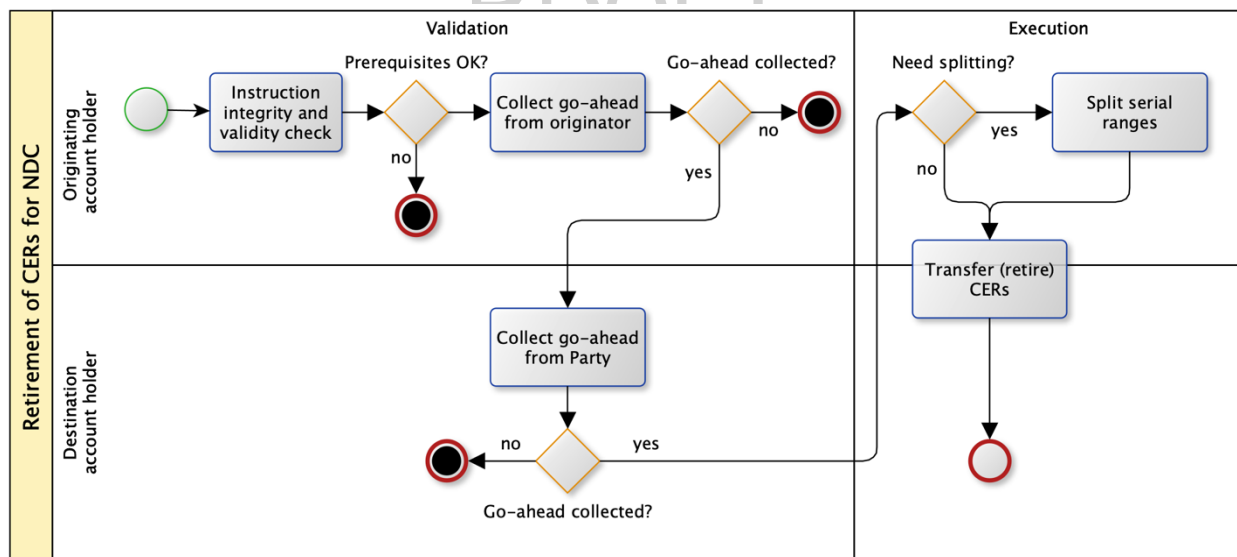 DRAFT
Validation
Execution
Retirement of CERs for NDC
Originating
account holder
Prerequisites OK?
Go-ahead collected?
Need splitting?
Instruction
integrity and
validity check
Collect go-ahead
from originator
Split serial
ranges
no
yes
no
yes
no
Transfer (retire)
CERs
Destination
account holder
Collect go-ahead
from Party
no
yes
Go-ahead collected?